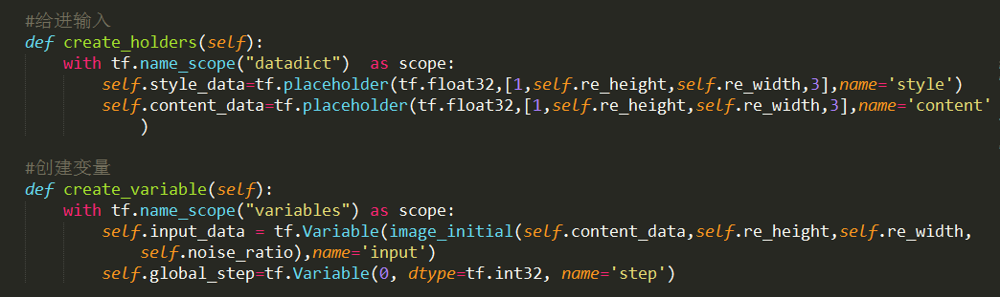 #给进输入
def create_holders(self):
    with tf.name_scope("datadict")  as scope:
        self.style_data=tf.placeholder(tf.float32,[1,self.re_height,self.re_width,3],name='style')
        self.content_data=tf.placeholder(tf.float32,[1,self.re_height,self.re_width,3],name='content'
            )
#创建变量
def create_variable(self):
    with tf.name_scope("variables") as scope:
        self.input_data = tf.Variable(image_initial(self.content_data,self.re_height,self.re_width,
            self.noise_ratio),name='input')
        self.global_step=tf.Variable(0, dtype=tf.int32, name='step')